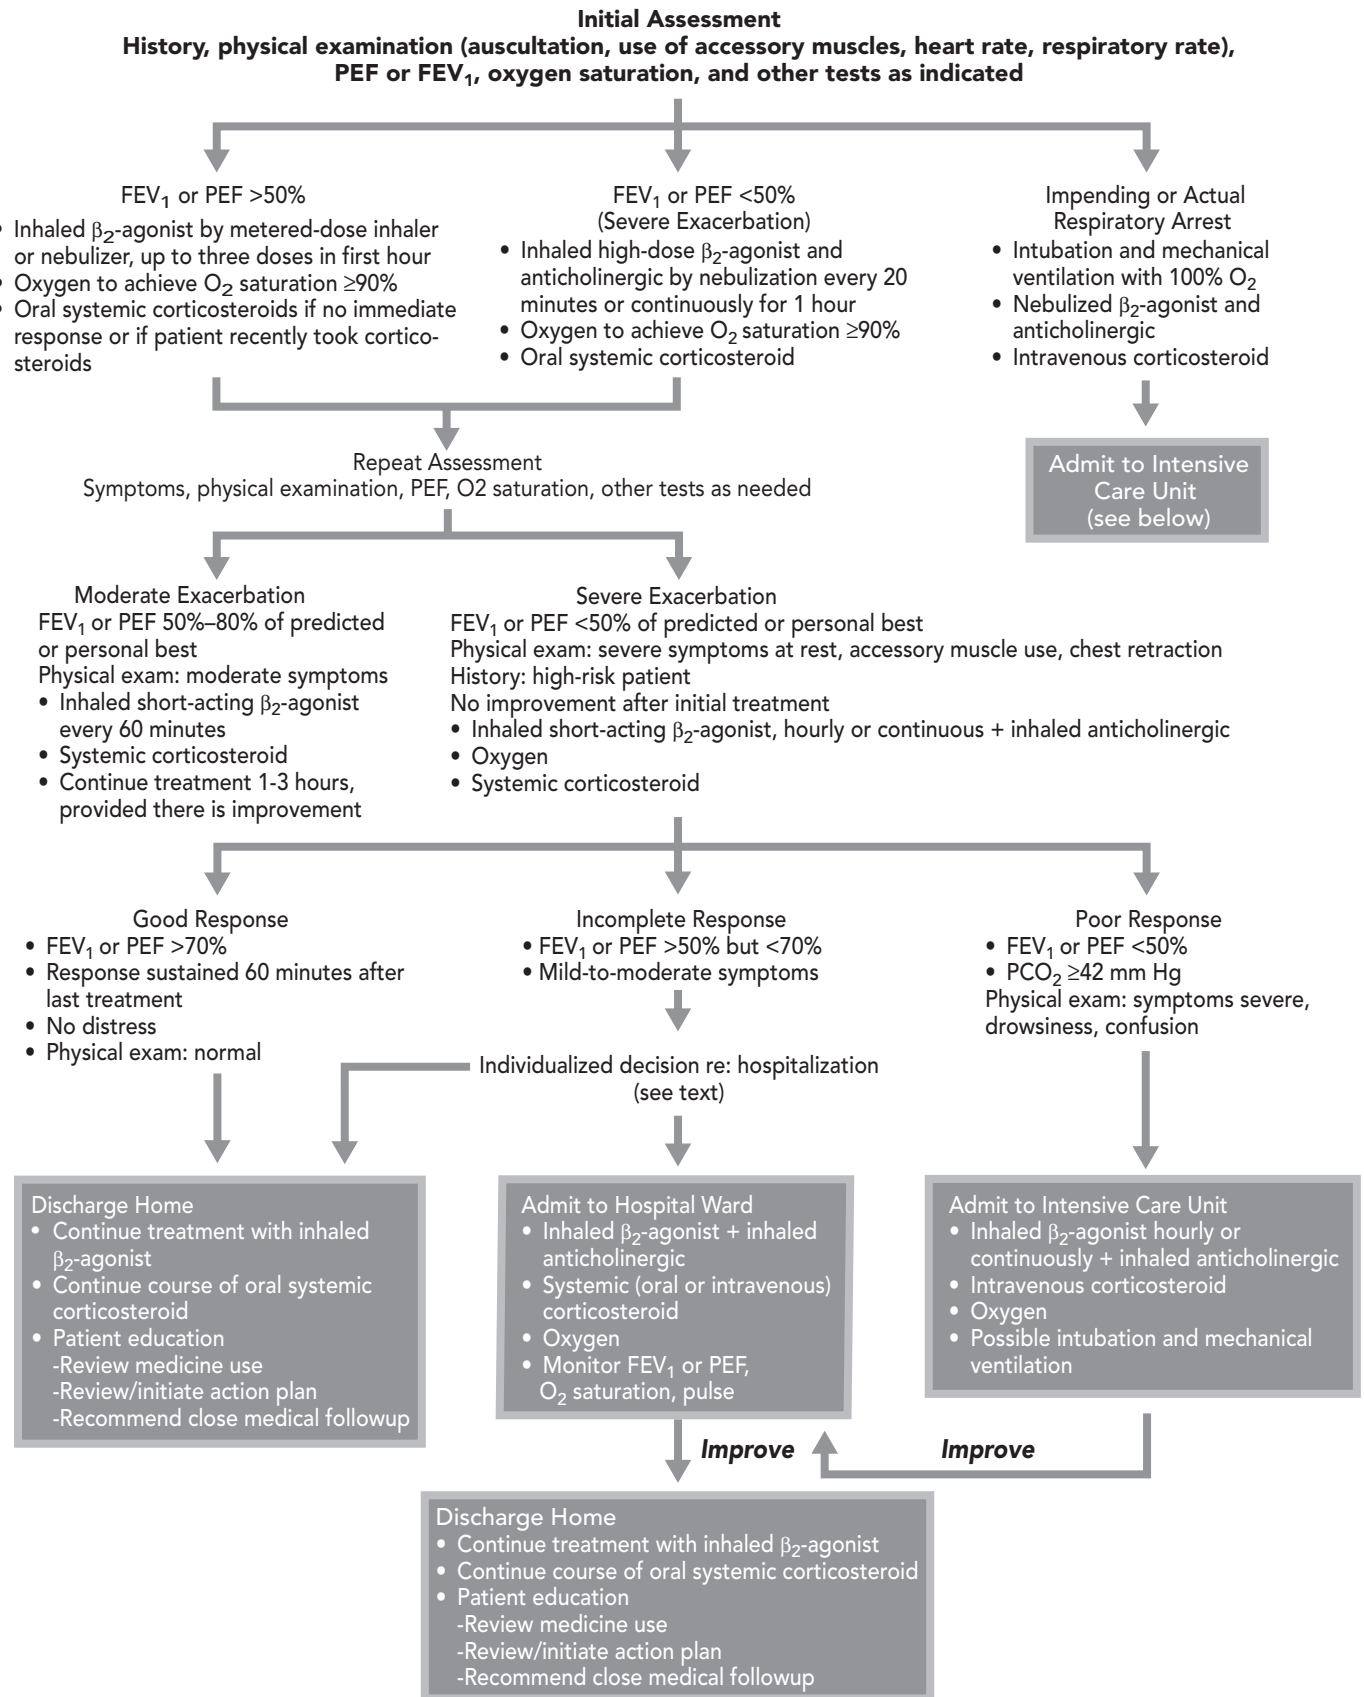 Initial Assessment
History, physical examination (auscultation, use of accessory muscles, heart rate, respiratory rate),
PEF or FEV₁, oxygen saturation, and other tests as indicated
FEV₁ or PEF >50%
• Inhaled β₂-agonist by metered-dose inhaler
or nebulizer, up to three doses in first hour
• Oxygen to achieve O₂ saturation ≥90%
• Oral systemic corticosteroids if no immediate
response or if patient recently took cortico-
steroids
FEV₁ or PEF <50%
(Severe Exacerbation)
• Inhaled high-dose β₂-agonist and
anticholinergic by nebulization every 20
minutes or continuously for 1 hour
• Oxygen to achieve O₂ saturation ≥90%
• Oral systemic corticosteroid
Impending or Actual
Respiratory Arrest
• Intubation and mechanical
ventilation with 100% O₂
• Nebulized β₂-agonist and
anticholinergic
• Intravenous corticosteroid
Admit to Intensive
Care Unit
(see below)
Repeat Assessment
Symptoms, physical examination, PEF, O2 saturation, other tests as needed
Moderate Exacerbation
FEV₁ or PEF 50%–80% of predicted
or personal best
Physical exam: moderate symptoms
• Inhaled short-acting β₂-agonist
every 60 minutes
• Systemic corticosteroid
• Continue treatment 1-3 hours,
provided there is improvement
Severe Exacerbation
FEV₁ or PEF <50% of predicted or personal best
Physical exam: severe symptoms at rest, accessory muscle use, chest retraction
History: high-risk patient
No improvement after initial treatment
• Inhaled short-acting β₂-agonist, hourly or continuous + inhaled anticholinergic
• Oxygen
• Systemic corticosteroid
Good Response
• FEV₁ or PEF >70%
• Response sustained 60 minutes after
last treatment
• No distress
• Physical exam: normal
Incomplete Response
• FEV₁ or PEF >50% but <70%
• Mild-to-moderate symptoms
Individualized decision re: hospitalization
(see text)
Poor Response
• FEV₁ or PEF <50%
• PCO₂ ≥42 mm Hg
Physical exam: symptoms severe,
drowsiness, confusion
Discharge Home
• Continue treatment with inhaled
β₂-agonist
• Continue course of oral systemic
corticosteroid
• Patient education
-Review medicine use
-Review/initiate action plan
-Recommend close medical followup
Admit to Hospital Ward
• Inhaled β₂-agonist + inhaled
anticholinergic
• Systemic (oral or intravenous)
corticosteroid
• Oxygen
• Monitor FEV₁ or PEF,
O₂ saturation, pulse
Admit to Intensive Care Unit
• Inhaled β₂-agonist hourly or
continuously + inhaled anticholinergic
• Intravenous corticosteroid
• Oxygen
• Possible intubation and mechanical
ventilation
Improve
Improve
Discharge Home
• Continue treatment with inhaled β₂-agonist
• Continue course of oral systemic corticosteroid
• Patient education
-Review medicine use
-Review/initiate action plan
-Recommend close medical followup